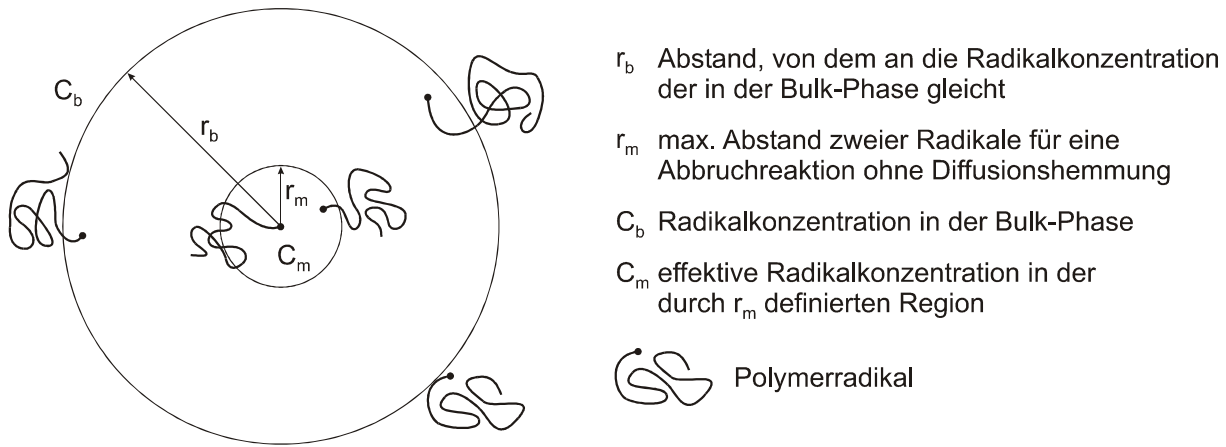 C_b
r_b
r_m
C_m
r_b Abstand, von dem an die Radikalkonzentration
der in der Bulk-Phase gleicht
r_m max. Abstand zweier Radikale für eine
Abbruchreaktion ohne Diffusionshemmung
C_b Radikalkonzentration in der Bulk-Phase
C_m effektive Radikalkonzentration in der
durch r_m definierten Region
Polymerradikal